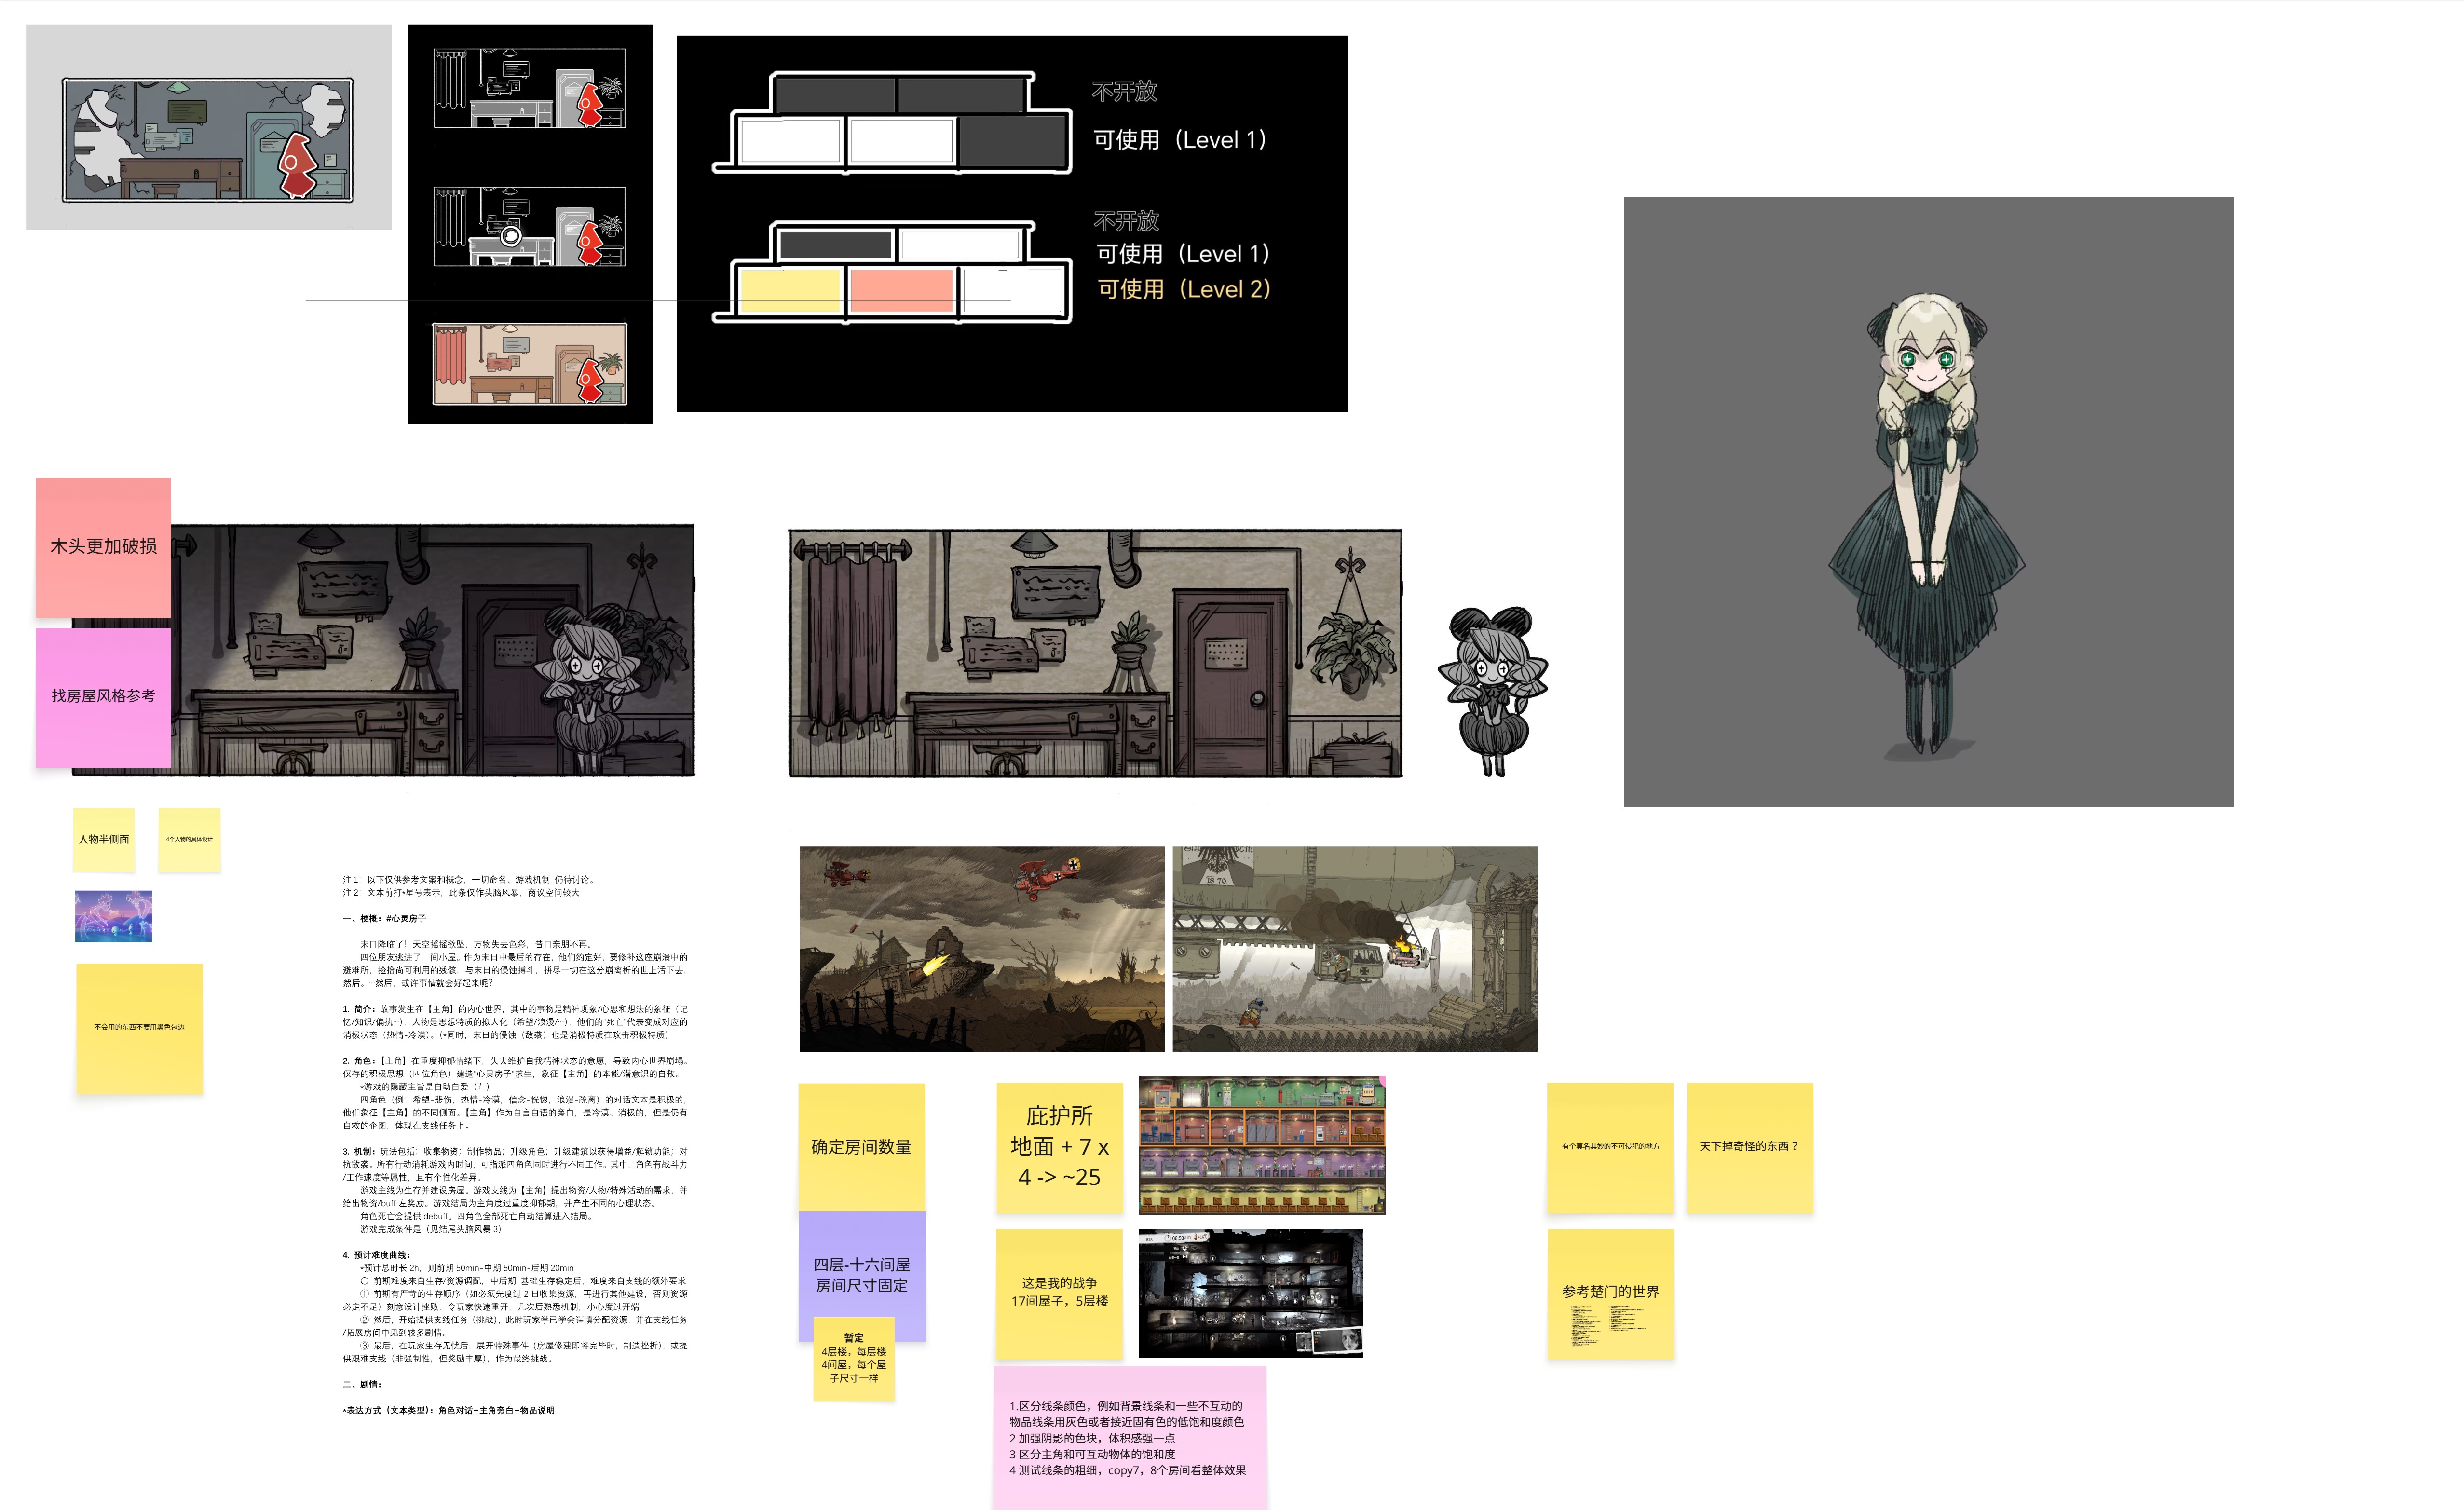 不开放
可使用（Level 1）
不开放
可使用（Level 1）
可使用（Level 2）
木头更加破损
找房屋风格参考
人物半侧面
4个人物的具体设计
不会用的东西不要用黑色包边
注 1：以下仅供参考文案和概念，一切命名、游戏机制 仍待讨论。
注 2：文本前打*星号表示，此条仅作头脑风暴，商议空间较大
一、梗概：#心灵房子
末日降临了！天空摇摇欲坠，万物失去色彩，昔日亲朋不再。
四位朋友逃进了一间小屋。作为末日中最后的存在，他们约定好，要修补这座崩溃中的
避难所，捡拾尚可利用的残骸，与末日的侵蚀搏斗，拼尽一切在这分崩离析的世上活下去，
然后。…然后，或许事情就会好起来呢？
1. 简介：故事发生在【主角】的内心世界，其中的事物是精神现象/心思和想法的象征（记
忆/知识/偏执…），人物是思想特质的拟人化（希望/浪漫/…），他们的“死亡”代表变成对应的
消极状态（热情-冷漠）。（*同时，末日的侵蚀（敌袭）也是消极特质在攻击积极特质）
2. 角色：【主角】在重度抑郁情绪下，失去维护自我精神状态的意愿，导致内心世界崩塌。
仅存的积极思想（四位角色）建造“心灵房子”求生，象征【主角】的本能/潜意识的自救。
*游戏的隐藏主旨是自助自爱（？）
四角色（例：希望-悲伤，热情-冷漠，信念-恍惚，浪漫-疏离）的对话文本是积极的，
他们象征【主角】的不同侧面。【主角】作为自言自语的旁白，是冷漠、消极的，但是仍有
自救的企图，体现在支线任务上。
3. 机制：玩法包括：收集物资；制作物品；升级角色；升级建筑以获得增益/解锁功能；对
抗敌袭。所有行动消耗游戏内时间，可指派四角色同时进行不同工作。其中，角色有战斗力
/工作速度等属性，且有个性化差异。
游戏主线为生存并建设房屋。游戏支线为【主角】提出物资/人物/特殊活动的需求，并
给出物资/buff 左奖励。游戏结局为主角度过重度抑郁期，并产生不同的心理状态。
角色死亡会提供 debuff。四角色全部死亡自动结算进入结局。
游戏完成条件是（见结尾头脑风暴 3）
4. 预计难度曲线：
*预计总时长 2h，则前期 50min-中期 50min-后期 20min
〇 前期难度来自生存/资源调配，中后期 基础生存稳定后，难度来自支线的额外要求
① 前期有严苛的生存顺序（如必须先度过 2 日收集资源，再进行其他建设，否则资源
必定不足）刻意设计挫败，令玩家快速重开，几次后熟悉机制，小心度过开端
② 然后，开始提供支线任务（挑战），此时玩家学已学会谨慎分配资源，并在支线任务
/拓展房间中见到较多剧情。
③ 最后，在玩家生存无忧后，展开特殊事件（房屋修建即将完毕时，制造挫折），或提
供艰难支线（非强制性，但奖励丰厚），作为最终挑战。
二、剧情：
*表达方式（文本类型）：角色对话+主角旁白+物品说明
18 70
确定房间数量
四层-十六间屋
房间尺寸固定
暂定
4层楼，每层楼
4间屋，每个屋
子尺寸一样
庇护所
地面 + 7 x
4 -> ~25
这是我的战争
17间屋子，5层楼
1.区分线条颜色，例如背景线条和一些不互动的
物品线条用灰色或者接近固有色的低饱和度颜色
2 加强阴影的色块，体积感强一点
3 区分主角和可互动物体的饱和度
4 测试线条的粗细，copy7，8个房间看整体效果
有个莫名其妙的不可侵犯的地方
天下掉奇怪的东西？
参考楚门的世界